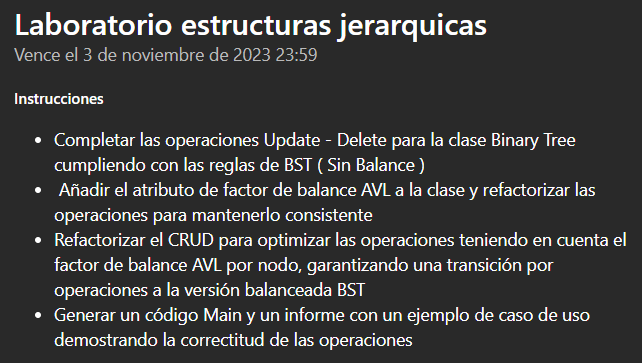 Laboratorio estructuras jerarquicas
Vence el 3 de noviembre de 2023 23:59
Instrucciones
• Completar las operaciones Update - Delete para la clase Binary Tree
cumpliendo con las reglas de BST ( Sin Balance )
• Añadir el atributo de factor de balance AVL a la clase y refactorizar las
operaciones para mantenerlo consistente
• Refactorizar el CRUD para optimizar las operaciones teniendo en cuenta el
factor de balance AVL por nodo, garantizando una transición por
operaciones a la versión balanceada BST
• Generar un código Main y un informe con un ejemplo de caso de uso
demostrando la correctitud de las operaciones